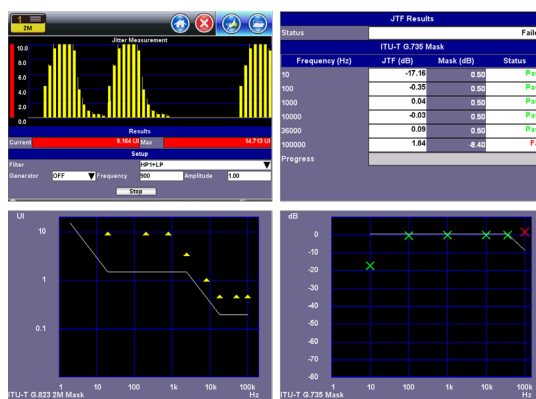 1
2M
Jitter Measurement
10.0
8.0
6.0
4.0
2.0
0.0
Results
Current 9.164 UI Max 14.713 UI
Setup
Filter HP1+LP
Generator OFF Frequency 900 Amplitude 1.00
Stop
JTF Results
Status Faile
ITU-T G.735 Mask
Frequency (Hz) JTF (dB) Mask (dB) Status
10 -17.16 0.50 Pa
100 -0.35 0.50 Pa
1000 0.04 0.50 Pa
10000 -0.03 0.50 Pa
36000 0.09 0.50 Pa
100000 1.84 -8.40 F
Progress
UI
10
1
0.1
1 10 100 1k 10k 100k
ITU-T G.823 2M Mask Hz
dB
0
-10
-20
-30
-40
-50
-60
-70
-80
1 10 100 1k 10k 100k
ITU-T G.735 Mask Hz